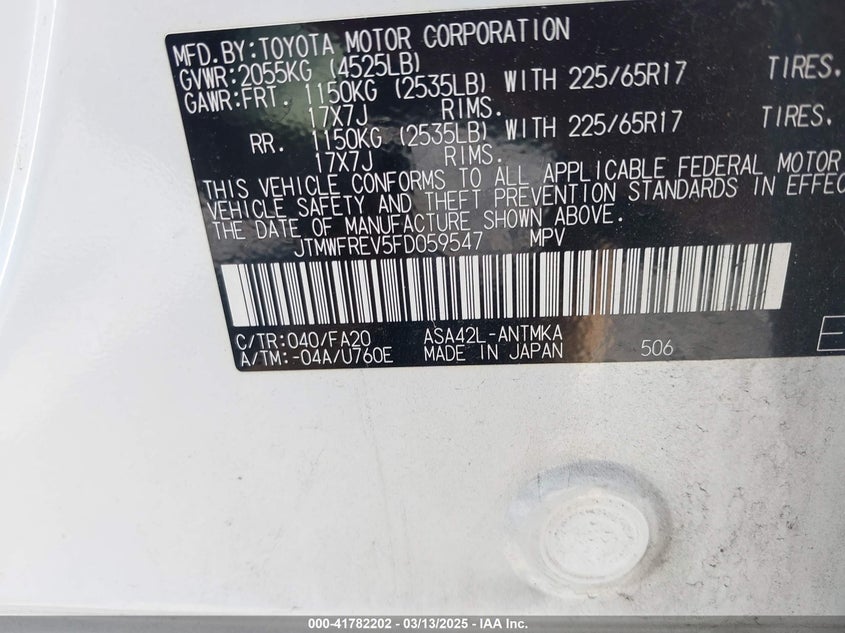 MFD.BY:TOYOTA MOTOR CORPORATION
GVWR:2055KG (4525LB)
GAWR:FRT. 1150KG (2535LB) WITH 225/65R17 TIRES.
17X7J RIMS.
RR. 1150KG (2535LB) WITH 225/65R17 TIRES.
17X7J RIMS.
THIS VEHICLE CONFORMS TO ALL APPLICABLE FEDERAL MOTOR
VEHICLE SAFETY AND THEFT PREVENTION STANDARDS IN EFFEC
THE DATE OF MANUFACTURE SHOWN ABOVE.
JTMWFREV5FD059547 MPV
C/TR:040/FA20 ASA42L-ANTMKA
A/TM:-04A/U760E MADE IN JAPAN 506
000-41782202 / 03/13/2025 - IAA Inc.